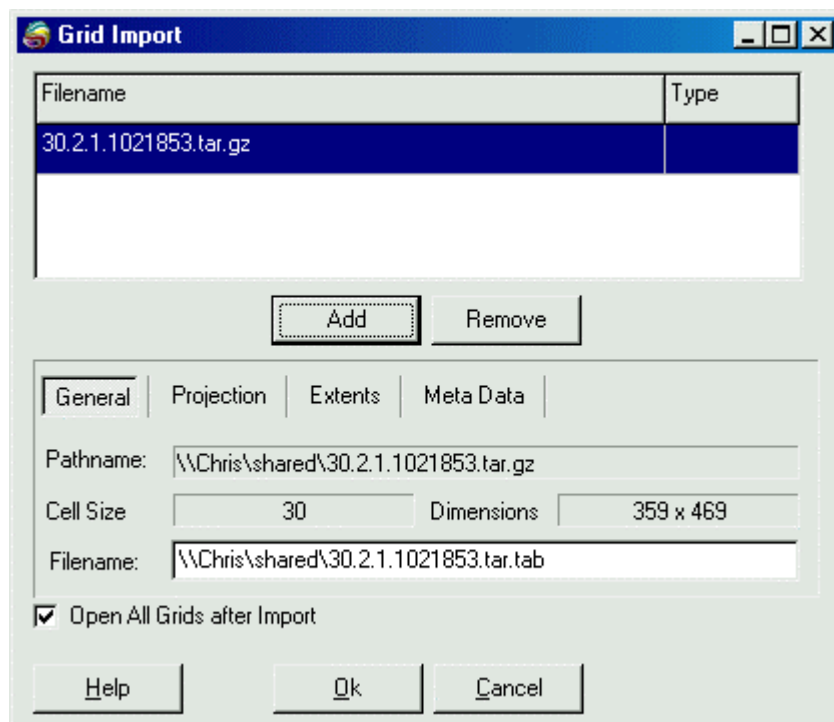 Grid Import
Filename Type
30.2.1.1021853.tar.gz
Add Remove
General Projection Extents Meta Data
Pathname: \\Chris\shared\30.2.1.1021853.tar.gz
Cell Size 30 Dimensions 359 x 469
Filename: \\Chris\shared\30.2.1.1021853.tar.tab
Open All Grids after Import
Help Ok Cancel